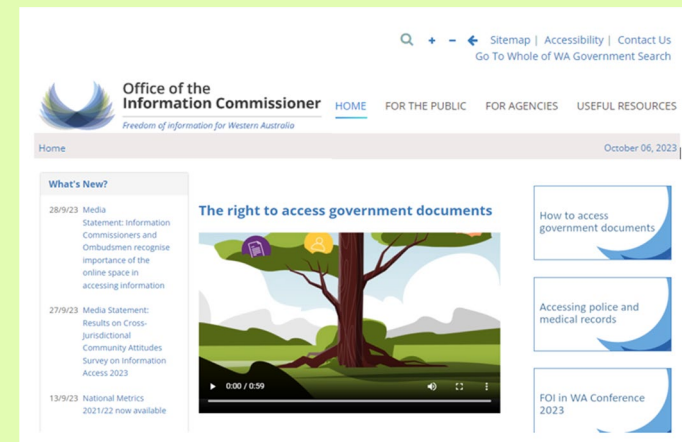 + - Sitemap | Accessibility | Contact Us
Go To Whole of WA Government Search
Office of the
Information Commissioner
Freedom of information for Western Australia
HOME FOR THE PUBLIC FOR AGENCIES USEFUL RESOURCES
Home October 06, 2023
What's New?
28/9/23 Media
Statement: Information
Commissioners and
Ombudsmen recognise
importance of the
online space in
accessing information
27/9/23 Media Statement:
Results on Cross-
Jurisdictional
Community Attitudes
Survey on Information
Access 2023
13/9/23 National Metrics
2021/22 now available
The right to access government documents
0:00 / 0:59
How to access
government documents
Accessing police and
medical records
FOI in WA Conference
2023